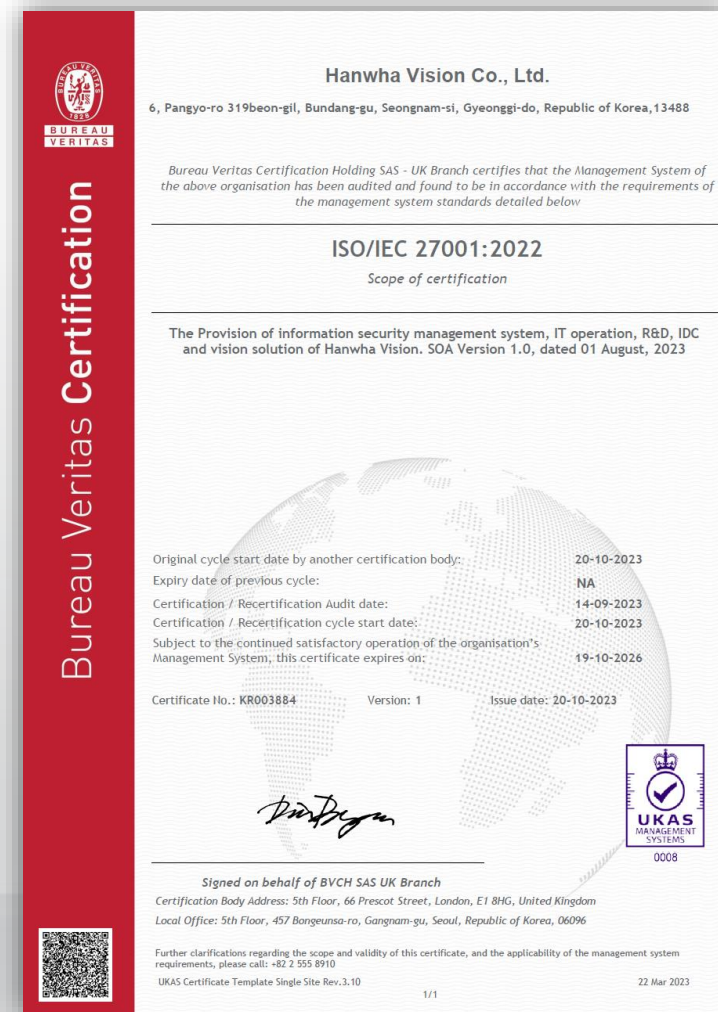 BUREAU VERITAS
1828
BUREAU
VERITAS
Bureau Veritas Certification
Hanwha Vision Co., Ltd.
6, Pangyo-ro 319beon-gil, Bundang-gu, Seongnam-si, Gyeonggi-do, Republic of Korea,13488
Bureau Veritas Certification Holding SAS - UK Branch certifies that the Management System of
the above organisation has been audited and found to be in accordance with the requirements of
the management system standards detailed below
ISO/IEC 27001:2022
Scope of certification
The Provision of information security management system, IT operation, R&D, IDC
and vision solution of Hanwha Vision. SOA Version 1.0, dated 01 August, 2023
Original cycle start date by another certification body: 20-10-2023
Expiry date of previous cycle: NA
Certification / Recertification Audit date: 14-09-2023
Certification / Recertification cycle start date: 20-10-2023
Subject to the continued satisfactory operation of the organisation's
Management System, this certificate expires on: 19-10-2026
Certificate No.: KR003884 Version: 1 Issue date: 20-10-2023
UKAS
MANAGEMENT
SYSTEMS
0008
Signed on behalf of BVCH SAS UK Branch
Certification Body Address: 5th Floor, 66 Prescot Street, London, E1 8HG, United Kingdom
Local Office: 5th Floor, 457 Bongeunsa-ro, Gangnam-gu, Seoul, Republic of Korea, 06096
Further clarifications regarding the scope and validity of this certificate, and the applicability of the management system
requirements, please call: +82 2 555 8910
UKAS Certificate Template Single Site Rev.3.10 22 Mar 2023
1/1